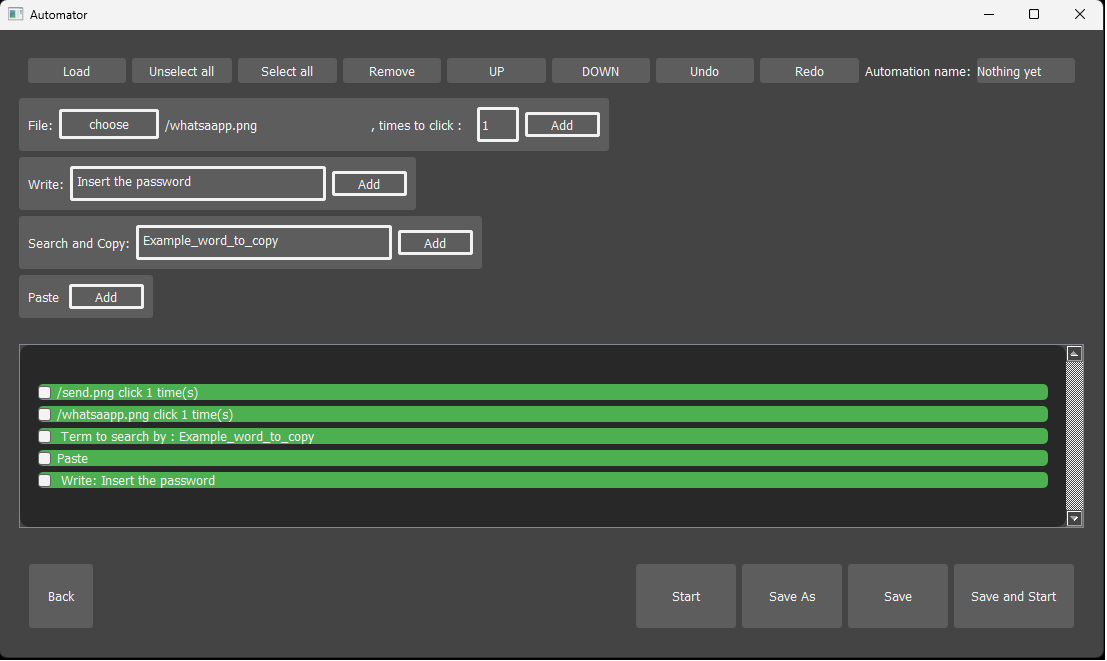 Automator
Load Unselect all Select all Remove UP DOWN Undo Redo Automation name: Nothing yet
File: choose /whatsaapp.png , times to click : 1 Add
Write: Insert the password Add
Search and Copy: Example_word_to_copy Add
Paste Add
/send.png click 1 time(s)
/whatsaapp.png click 1 time(s)
Term to search by : Example_word_to_copy
Paste
Write: Insert the password
Back Start Save As Save Save and Start